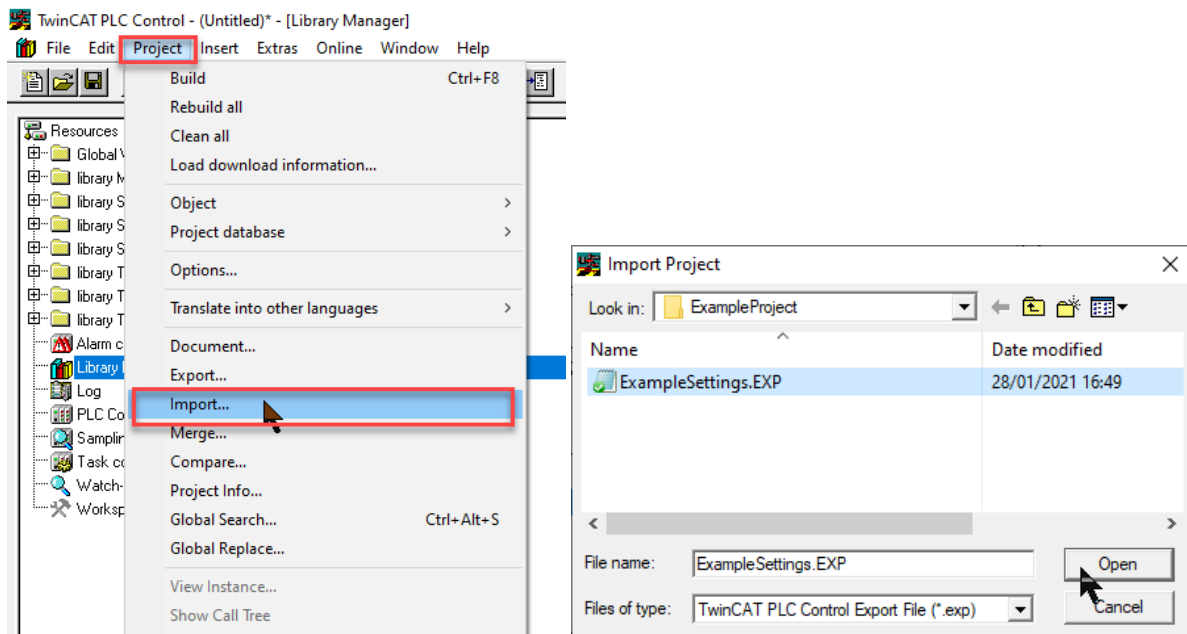 TwinCAT PLC Control - (Untitled)* - [Library Manager]
File Edit Project Insert Extras Online Window Help
Build Ctrl+F8
Rebuild all
Clean all
Load download information...
Object
Project database
Options...
Translate into other languages
Document...
Export...
Import...
Merge...
Compare...
Project Info...
Global Search... Ctrl+Alt+S
Global Replace...
View Instance...
Show Call Tree
Resources
Global V
library M
library S
library S
library S
library T
library T
library T
Alarm c
Library
Log
PLC Co
Samplin
Task co
Watch-
Worksp
Import Project
Look in: ExampleProject
Name Date modified
ExampleSettings.EXP 28/01/2021 16:49
File name: ExampleSettings.EXP Open
Files of type: TwinCAT PLC Control Export File (*.exp) Cancel